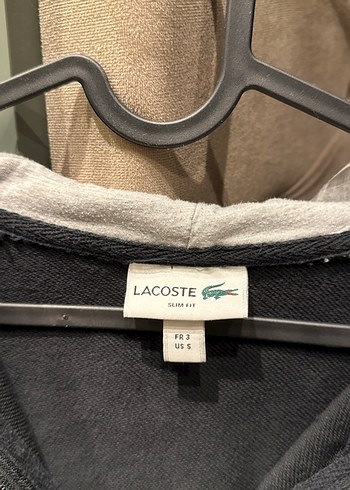 LACOSTE
SLIM FIT
FR 3
US S